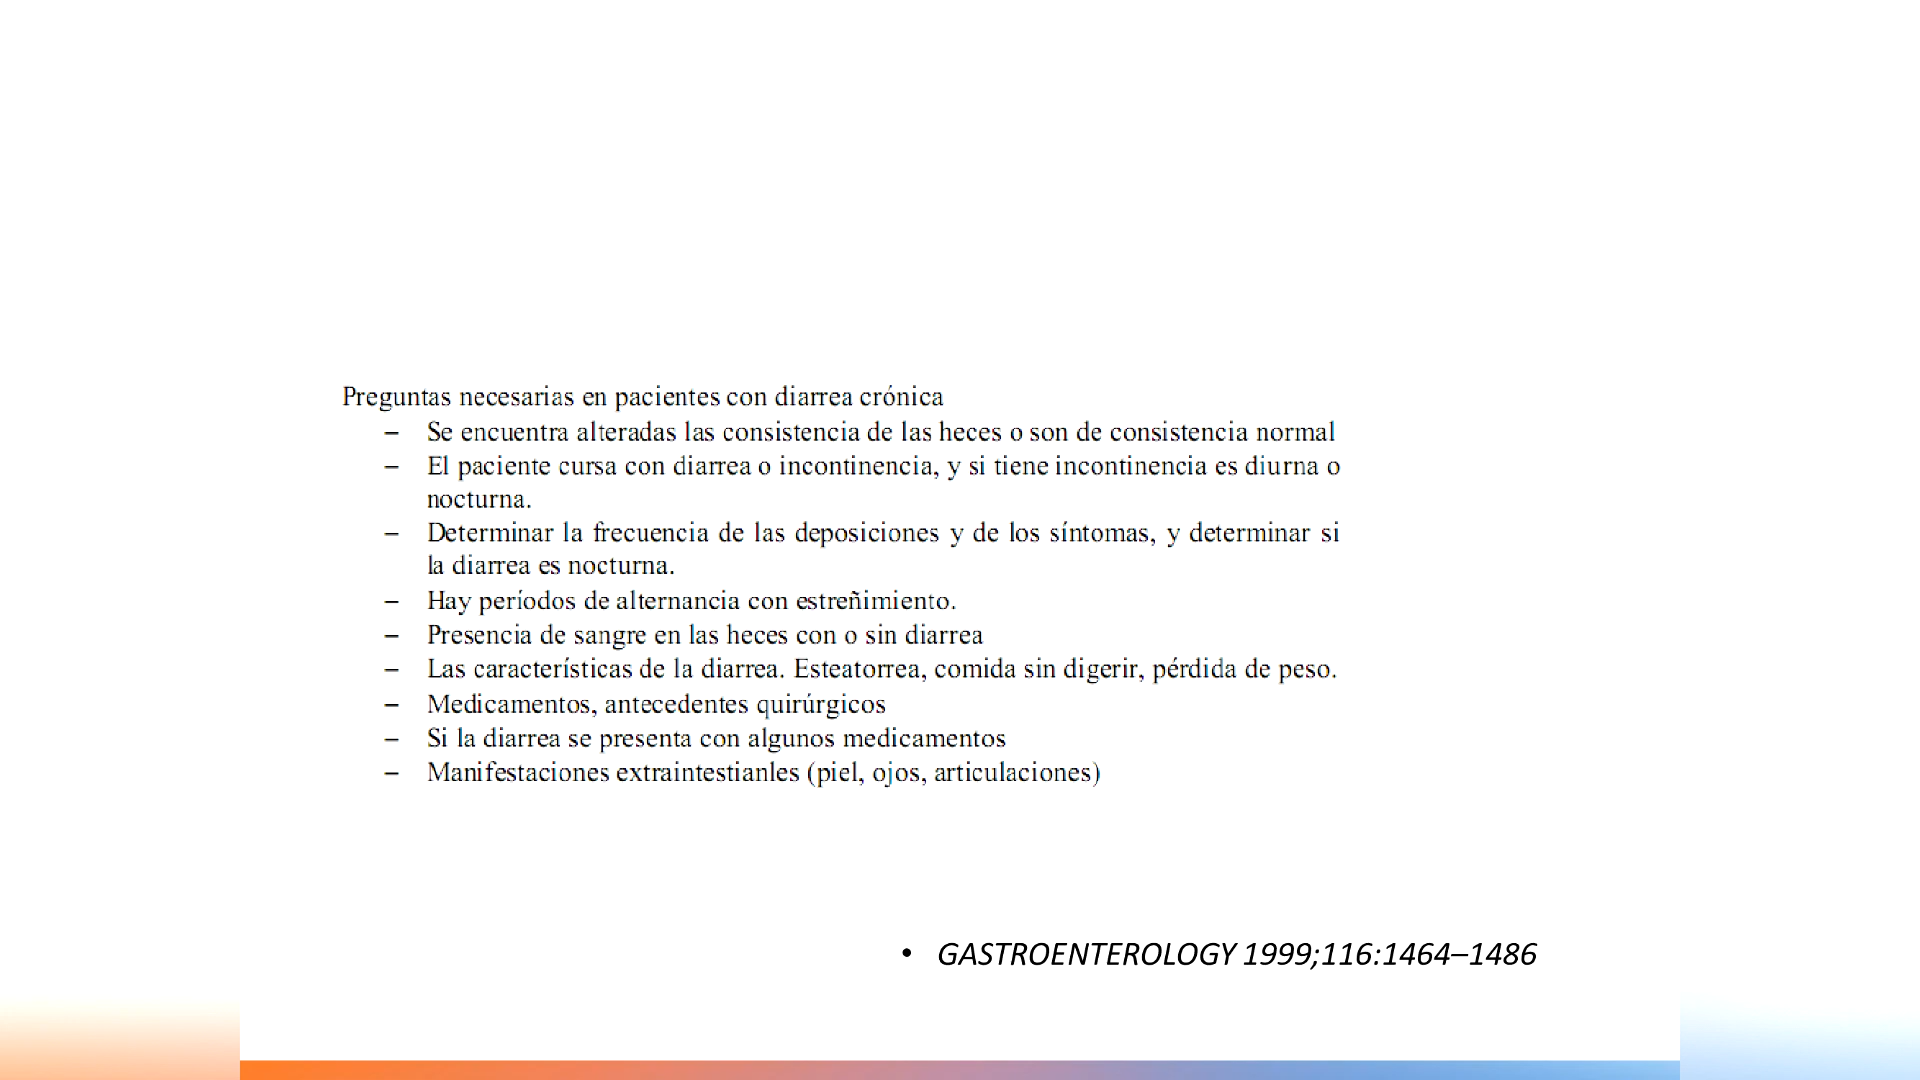 Preguntas necesarias en pacientes con diarrea crónica
– Se encuentra alteradas las consistencia de las heces o son de consistencia normal
– El paciente cursa con diarrea o incontinencia, y si tiene incontinencia es diurna o
nocturna.
– Determinar la frecuencia de las deposiciones y de los síntomas, y determinar si
la diarrea es nocturna.
– Hay períodos de alternancia con estreñimiento.
– Presencia de sangre en las heces con o sin diarrea
– Las características de la diarrea. Esteatorrea, comida sin digerir, pérdida de peso.
– Medicamentos, antecedentes quirúrgicos
– Si la diarrea se presenta con algunos medicamentos
– Manifestaciones extraintestianles (piel, ojos, articulaciones)
• GASTROENTEROLOGY 1999;116:1464–1486